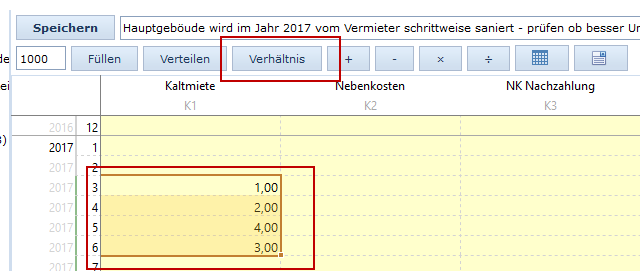 Speichern Hauptgebäude wird im Jahr 2017 vom Vermieter schrittweise saniert - prüfen ob besser Ur
de 1000 Füllen Verteilen Verhältnis + - × ÷
ei Kaltmiete Nebenkosten NK Nachzahlung
K1 K2 K3
2016 12
3) 2017 1
2017 2
2017 3 1,00
2017 4 2,00
2017 5 4,00
2017 6 3,00
2017 7